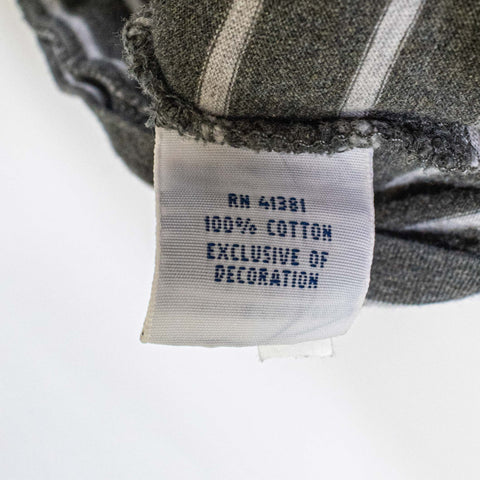 RN 41381
100% COTTON
EXCLUSIVE OF
DECORATION